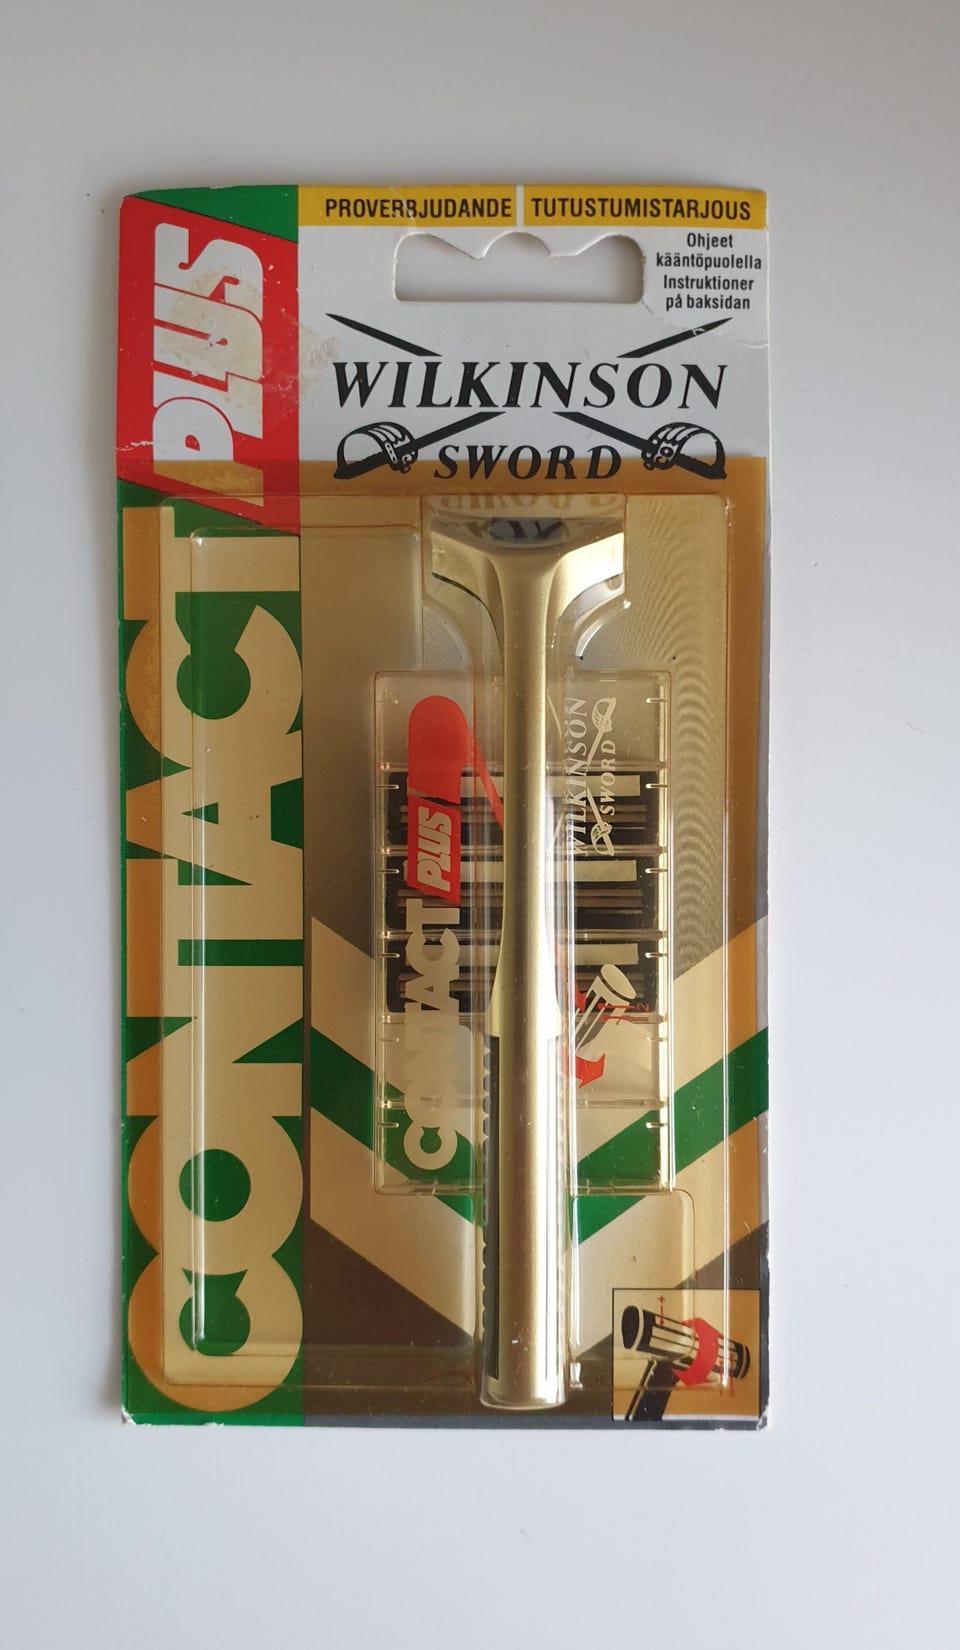 PROVERBJUDANDE
TUTUSTUMISTARJOUS
Ohjeet
kääntöpuolella
Instruktioner
på baksidan
WILKINSON
SWORD
CONTACT PLUS
CONTACT PLUS
WILKINSON
SWORD